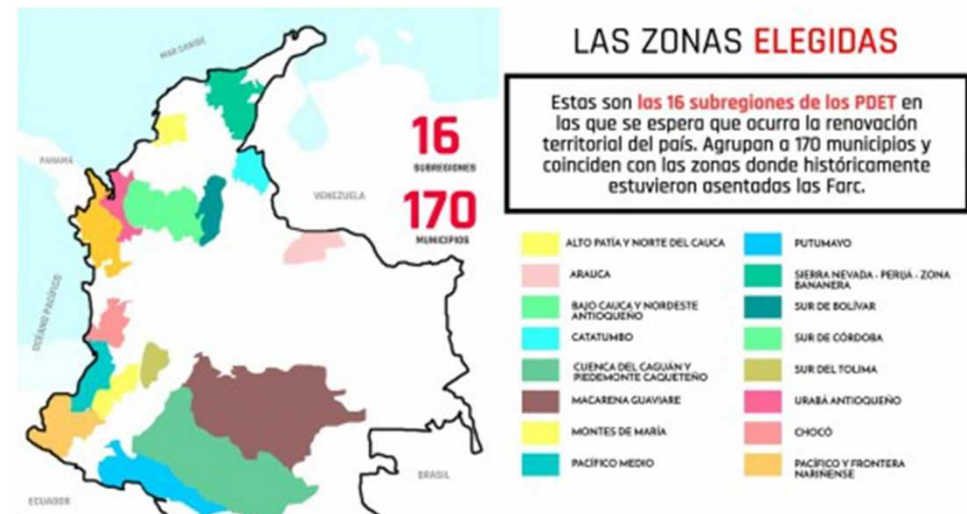 MAR CARIBE
PANAMÁ
VENEZUELA
OCEANO PACÍFICO
BRASIL
ECUADOR
16
SUBREGIONES
170
MUNICIPIOS
LAS ZONAS ELEGIDAS
Estas son las 16 subregiones de los PDET en
las que se espera que ocurra la renovación
territorial del país. Agrupan a 170 municipios y
coinciden con las zonas donde históricamente
estuvieron asentadas las Farc.
ALTO PATÍA Y NORTE DEL CAUCA
ARAUCA
BAJO CAUCA Y NORDESTE
ANTIOQUEÑO
CATATUMBO
CUENCA DEL CAGUÁN Y
PIEDEMONTE CAQUETEÑO
MACARENA GUAVIARE
MONTES DE MARÍA
PACÍFICO MEDIO
PUTUMAYO
SIERRA NEVADA - PERIJÁ - ZONA
BANANERA
SUR DE BOLÍVAR
SUR DE CÓRDOBA
SUR DEL TOLIMA
URABÁ ANTIOQUEÑO
CHOCÓ
PACÍFICO Y FRONTERA
NARIÑENSE